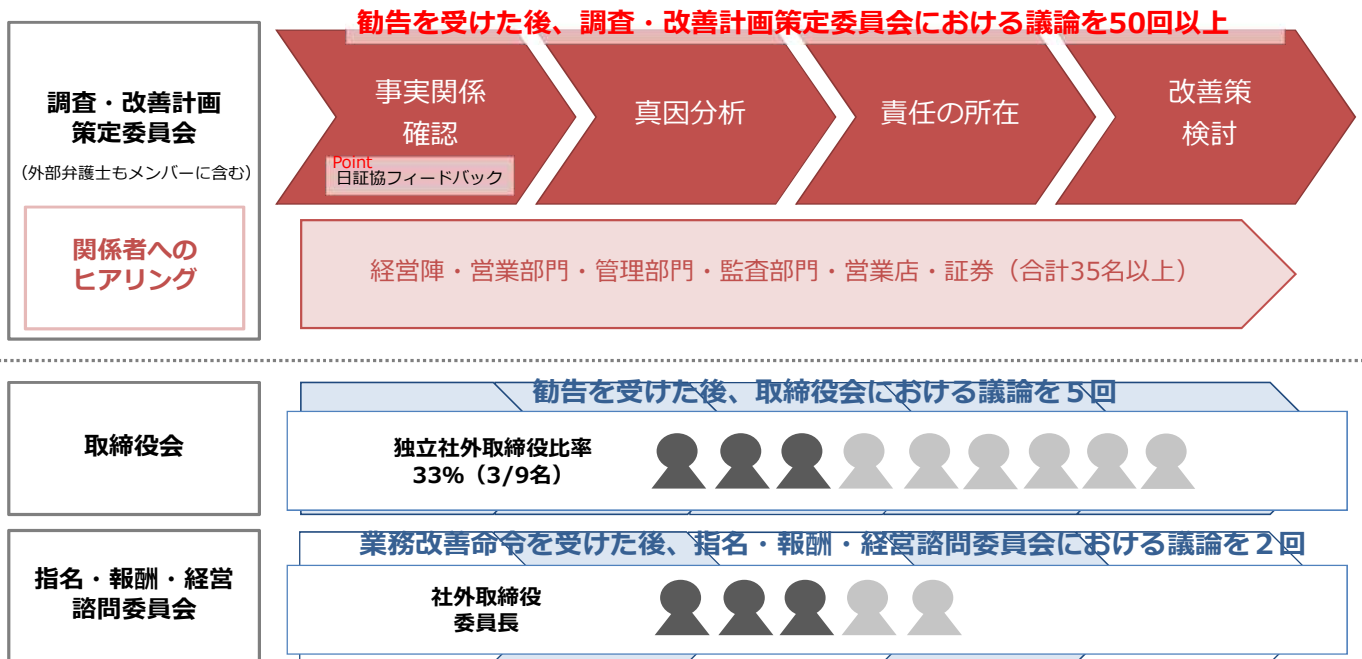 勧告を受けた後、調査・改善計画策定委員会における議論を50回以上
調査・改善計画
策定委員会
（外部弁護士もメンバーに含む）
事実関係
確認
Point
日証協フィードバック
真因分析
責任の所在
改善策
検討
関係者への
ヒアリング
経営陣・営業部門・管理部門・監査部門・営業店・証券（合計35名以上）
取締役会
勧告を受けた後、取締役会における議論を５回
独立社外取締役比率
33%（3/9名）
指名・報酬・経営
諮問委員会
業務改善命令を受けた後、指名・報酬・経営諮問委員会における議論を２回
社外取締役
委員長